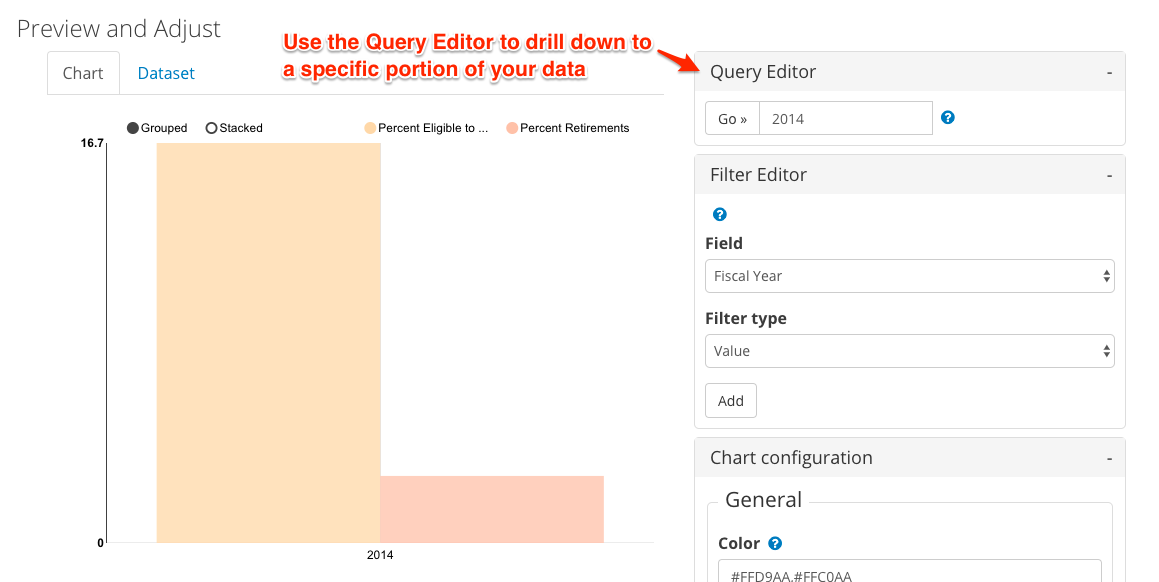 Preview and Adjust
Use the Query Editor to drill down to
a specific portion of your data
Chart
Dataset
Grouped
Stacked
Percent Eligible to ...
Percent Retirements
16.7
0
2014
Query Editor
-
Go »
2014
?
Filter Editor
-
?
Field
Fiscal Year
Filter type
Value
Add
Chart configuration
-
General
Color ?
#FFD9AA,#FFC0AA